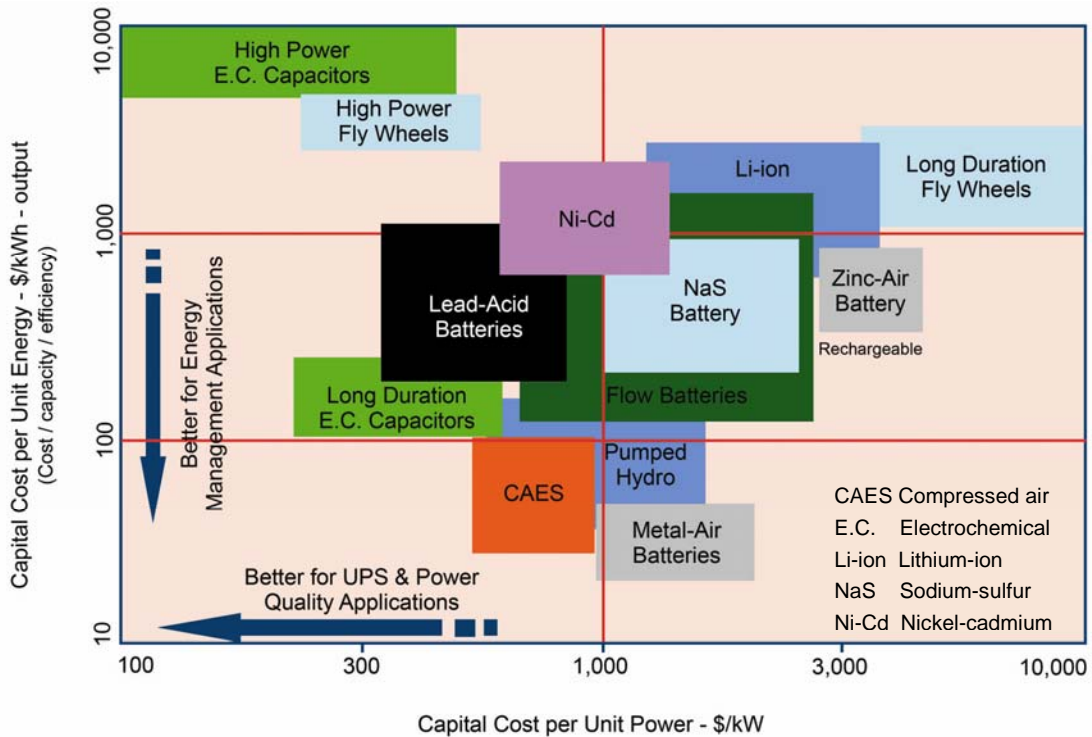 10,000
1,000
100
10
Capital Cost per Unit Energy - $/kWh - output
(Cost / capacity / efficiency)
High Power
E.C. Capacitors
High Power
Fly Wheels
Li-ion
Long Duration
Fly Wheels
Ni-Cd
Better for Energy
Management Applications
Lead-Acid
Batteries
NaS
Battery
Zinc-Air
Battery
Rechargeable
Long Duration
E.C. Capacitors
Flow Batteries
Pumped
Hydro
CAES
Metal-Air
Batteries
CAES Compressed air
E.C. Electrochemical
Li-ion Lithium-ion
NaS Sodium-sulfur
Ni-Cd Nickel-cadmium
Better for UPS & Power
Quality Applications
100
300
1,000
3,000
10,000
Capital Cost per Unit Power - $/kW